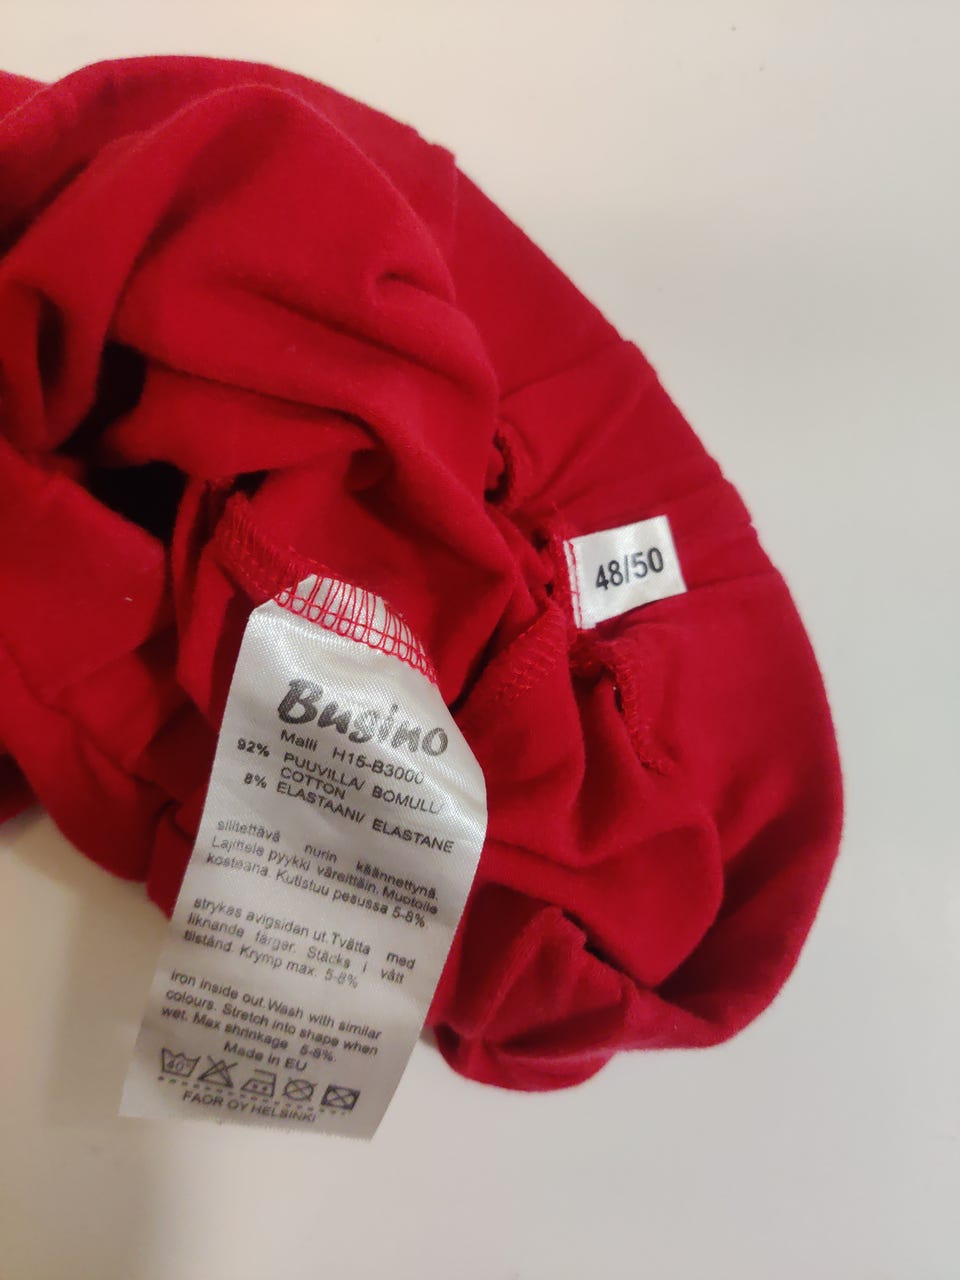 48/50
Bugino
Malli H15-B3000
92% PUUVILLA/ BOMULL/
COTTON
8% ELASTAANI/ ELASTANE
silitettävä nurin käännettynä.
Lajittele pyykki väreittäin. Muotoile
kosteana. Kutistuu pesussa 5-8%.
strykas avigsidan ut. Tvätta med
liknande färger. Stäcks i vått
tilstånd. Krymp max. 5-8%
Iron inside out. Wash with similar
colours. Stretch into shape when
wet. Max shrinkage 5-8%.
Made in EU
40°
FAOR OY HELSINKI